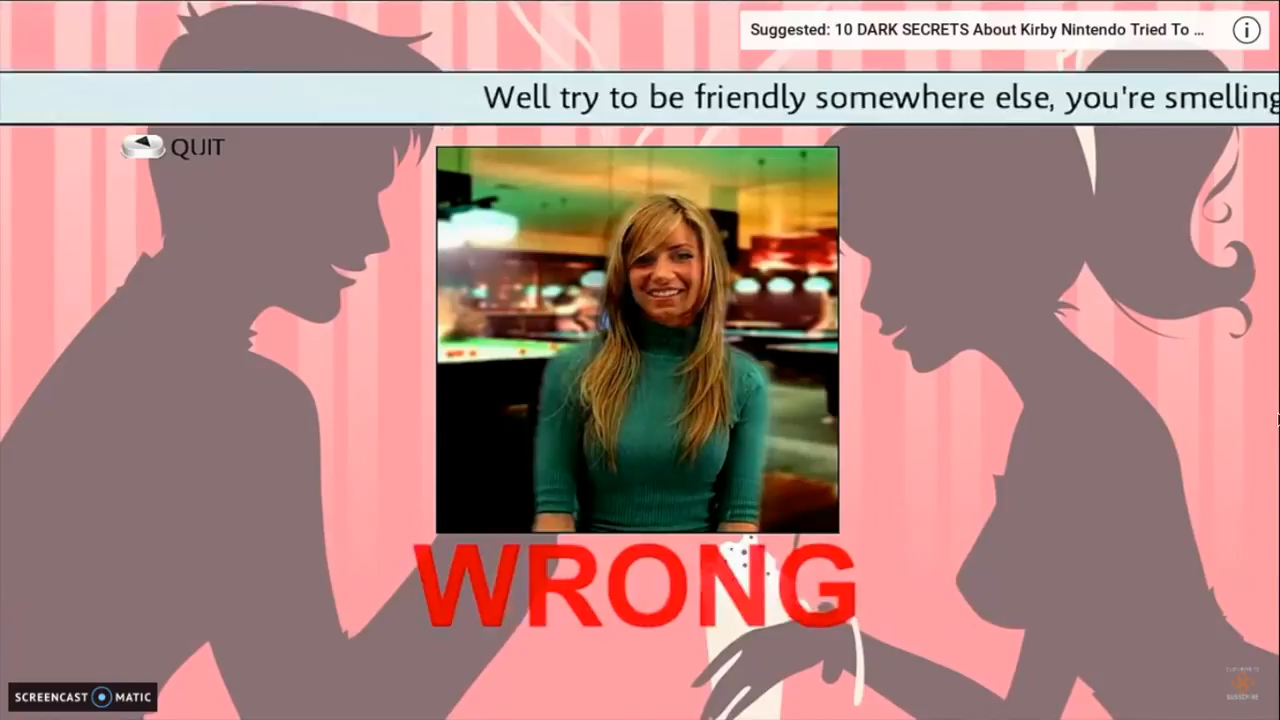 Suggested: 10 DARK SECRETS About Kirby Nintendo Tried To ...
Well try to be friendly somewhere else, you're smelling
QUIT
WRONG
SCREENCAST MATIC
SUBSCRIBE